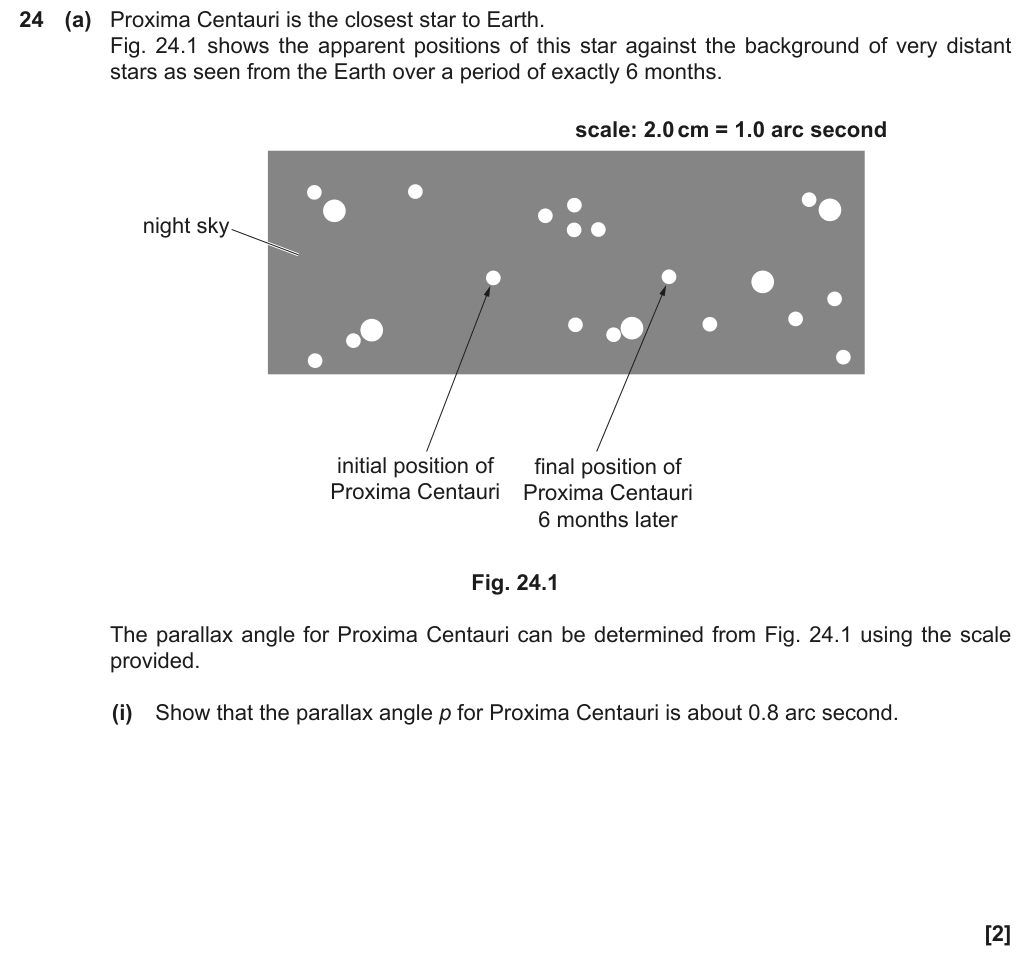 24 (a) Proxima Centauri is the closest star to Earth.
Fig. 24.1 shows the apparent positions of this star against the background of very distant
stars as seen from the Earth over a period of exactly 6 months.
scale: 2.0 cm = 1.0 arc second
night sky
initial position of
Proxima Centauri
final position of
Proxima Centauri
6 months later
Fig. 24.1
The parallax angle for Proxima Centauri can be determined from Fig. 24.1 using the scale
provided.
(i) Show that the parallax angle p for Proxima Centauri is about 0.8 arc second.
[2]